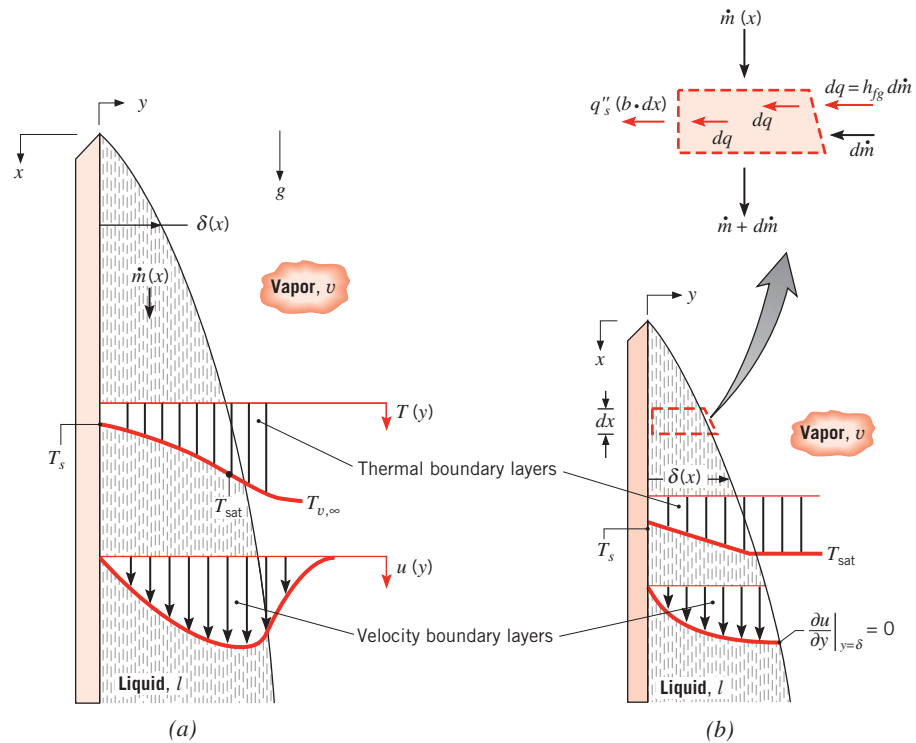 y
x
g
δ(x)
ṁ(x)
Vapor, v
T(y)
T_s
T_sat
T_v,∞
u(y)
Liquid, l
(a)
Thermal boundary layers
Velocity boundary layers
ṁ(x)
q″_s (b • dx)
dq = h_fg dṁ
dq
dq
dṁ
ṁ + dṁ
y
x
dx
Vapor, v
δ(x)
T_s
T_sat
∂u/∂y|_y=δ = 0
Liquid, l
(b)